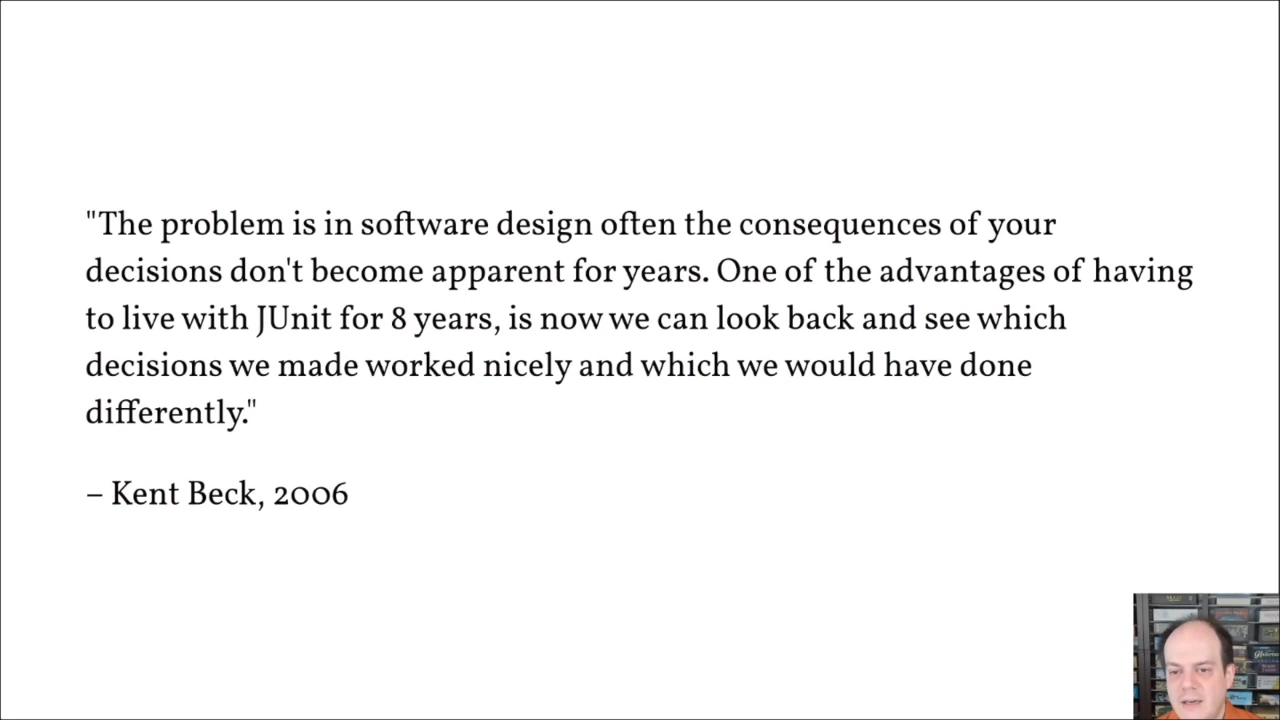 "The problem is in software design often the consequences of your
decisions don't become apparent for years. One of the advantages of having
to live with JUnit for 8 years, is now we can look back and see which
decisions we made worked nicely and which we would have done
differently."
– Kent Beck, 2006